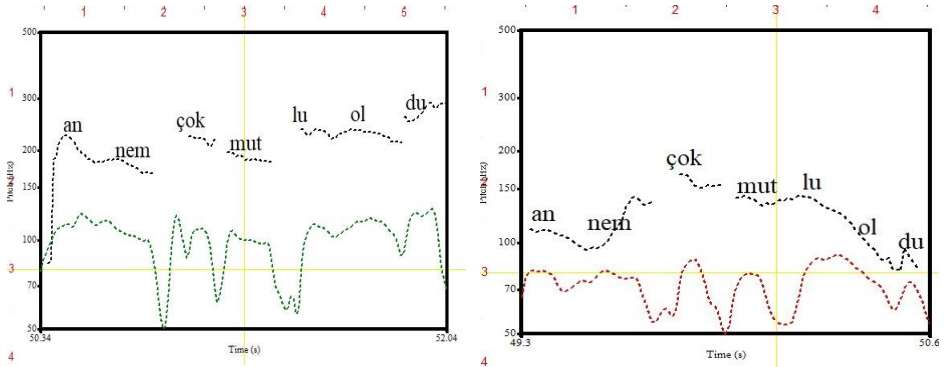 1 2 3 4 5
500
300
200
150
100
70
50
Pitch (Hz)
1
3
4
an
nem
çok
mut
lu
ol
du
50.34
52.04
Time (s)
1 2 3 4
500
300
200
150
100
70
50
Pitch (Hz)
1
3
4
an
nem
çok
mut
lu
ol
du
49.3
50.6
Time (s)